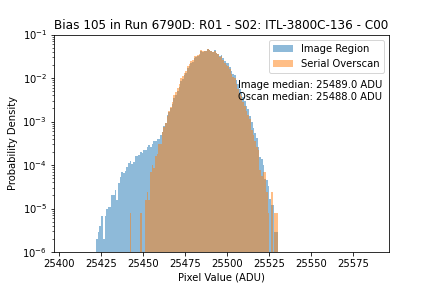 Bias 105 in Run 6790D: R01 - S02: ITL-3800C-136 - C00
Image Region
Serial Overscan
Image median: 25489.0 ADU
Oscan median: 25488.0 ADU
Probability Density
10⁻¹
10⁻²
10⁻³
10⁻⁴
10⁻⁵
10⁻⁶
25400 25425 25450 25475 25500 25525 25550 25575
Pixel Value (ADU)